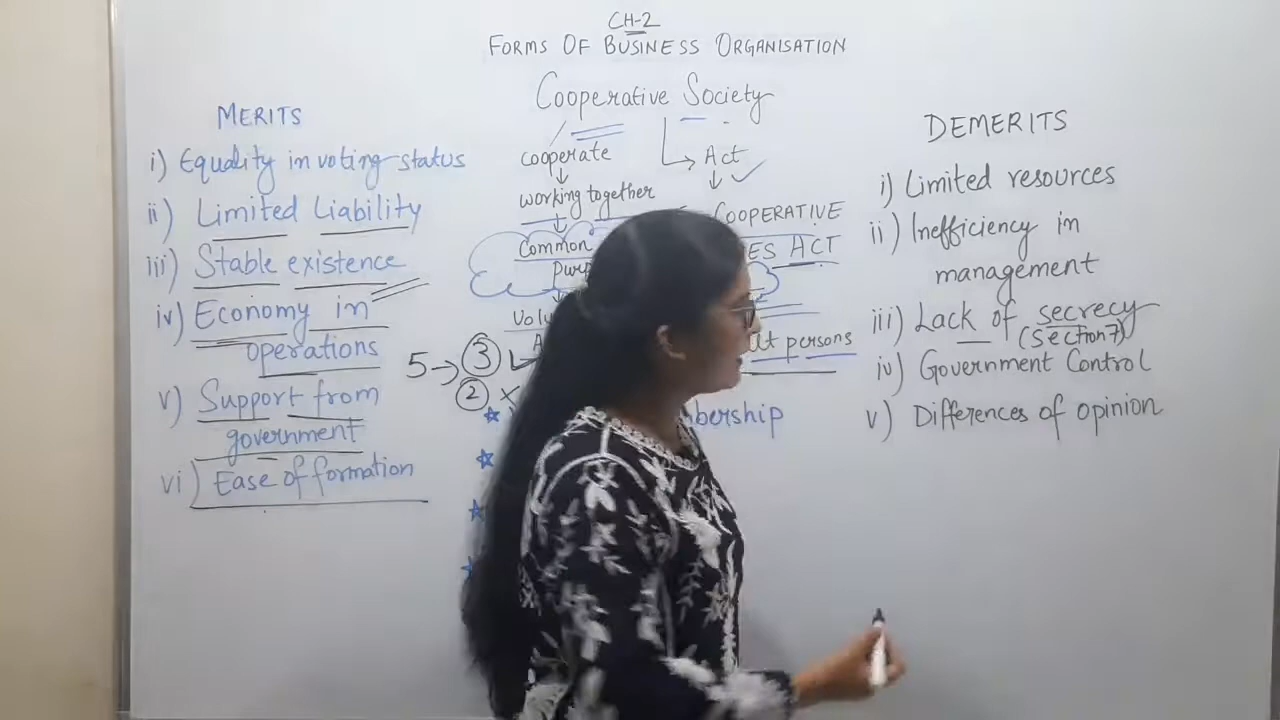 CH-2
FORMS OF BUSINESS ORGANISATION
Cooperative Society
MERITS
i) Equality in voting status
ii) Limited Liability
iii) Stable existence
iv) Economy in
operations
v) Support from
government
vi) Ease of formation
cooperate
working together
Common
Act
COOPERATIVE
ACT
5 → 3
2 ×
persons
DEMERITS
i) Limited resources
ii) Inefficiency in
management
iii) Lack of secrecy
(Section 7)
iv) Government Control
v) Differences of opinion